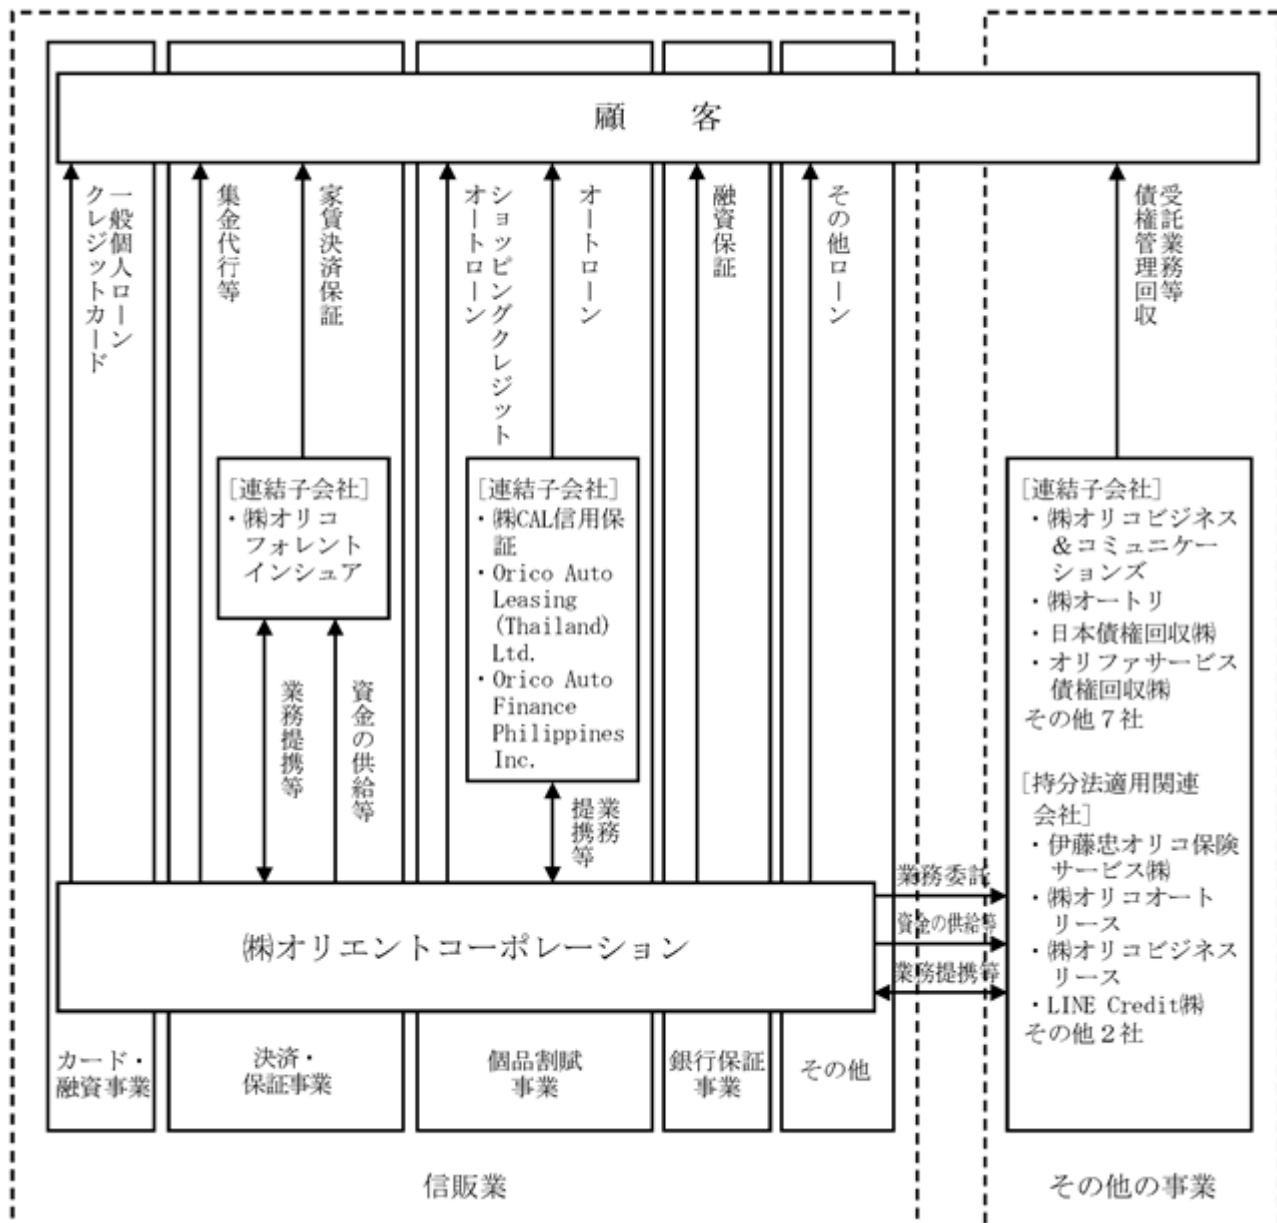 顧　客
クレジットカード
一般個人ローン
集金代行等
家賃決済保証
オートローン
ショッピングクレジット
オートローン
融資保証
その他ローン
債権管理回収
受託業務等
[連結子会社]
・㈱オリコ
フォレント
インシュア
[連結子会社]
・㈱CAL信用保
証
・Orico Auto
Leasing
(Thailand)
Ltd.
・Orico Auto
Finance
Philippines
Inc.
[連結子会社]
・㈱オリコビジネス
＆コミュニケー
ションズ
・㈱オートリ
・日本債権回収㈱
・オリファサービス
債権回収㈱
その他７社
[持分法適用関連
会社]
・伊藤忠オリコ保険
サービス㈱
・㈱オリコオート
リース
・㈱オリコビジネス
リース
・LINE Credit㈱
その他２社
業務提携等
資金の供給等
提携等
業務
業務委託
資金の供給等
業務提携等
㈱オリエントコーポレーション
カード・
融資事業
決済・
保証事業
個品割賦
事業
銀行保証
事業
その他
信販業
その他の事業